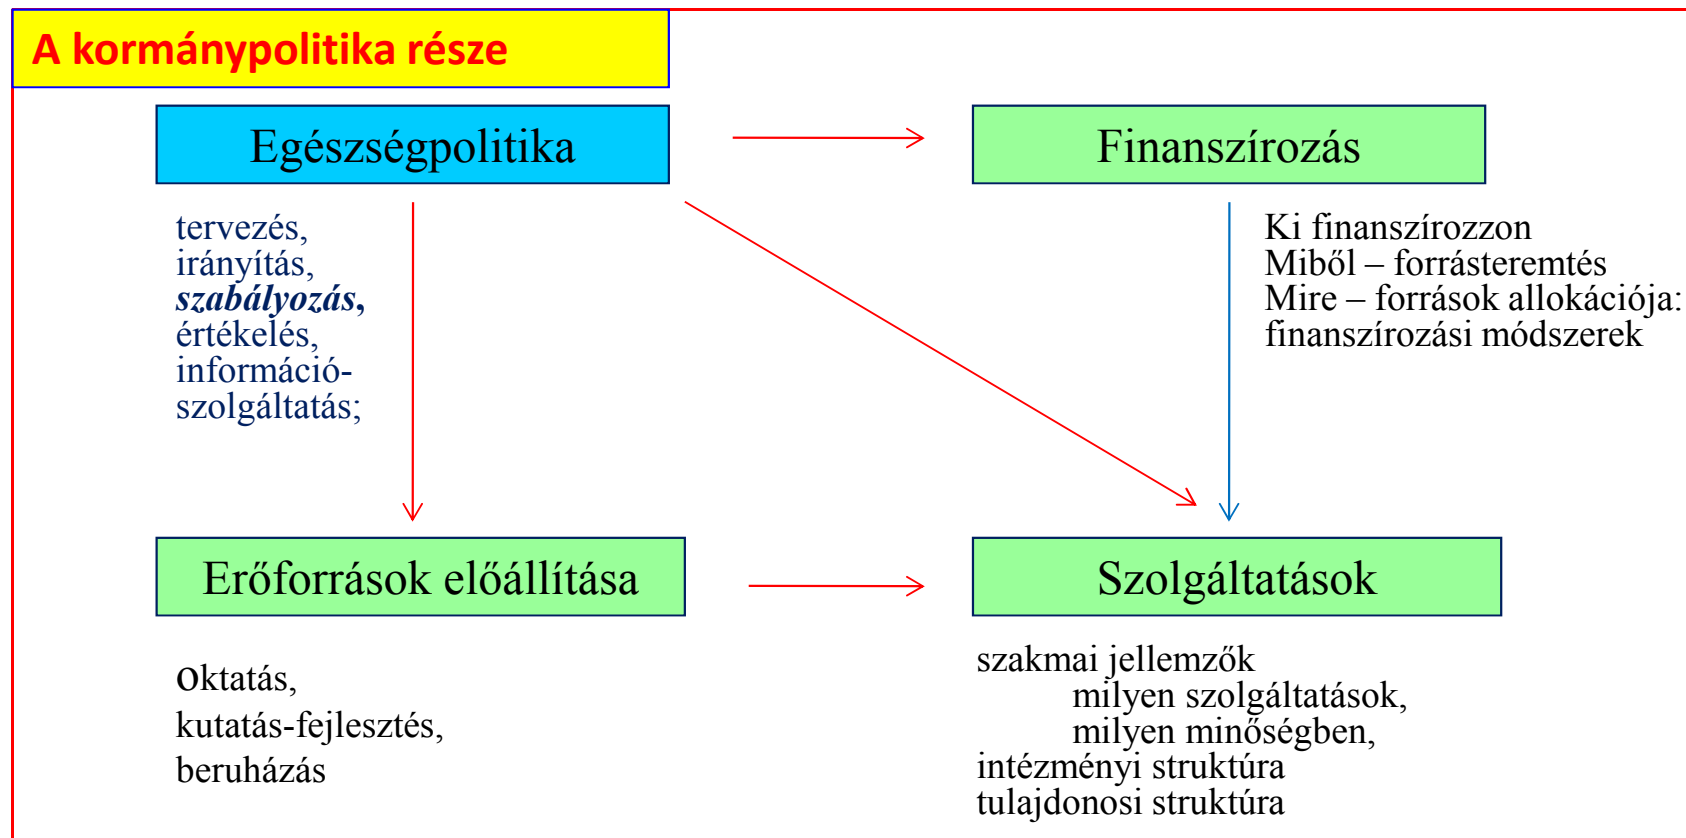 A kormánypolitika része
Egészségpolitika
Finanszírozás
tervezés,
irányítás,
szabályozás,
értékelés,
információ-
szolgáltatás;
Ki finanszírozzon
Miből – forrásteremtés
Mire – források allokációja:
finanszírozási módszerek
Erőforrások előállítása
Szolgáltatások
oktatás,
kutatás-fejlesztés,
beruházás
szakmai jellemzők
milyen szolgáltatások,
milyen minőségben,
intézményi struktúra
tulajdonosi struktúra